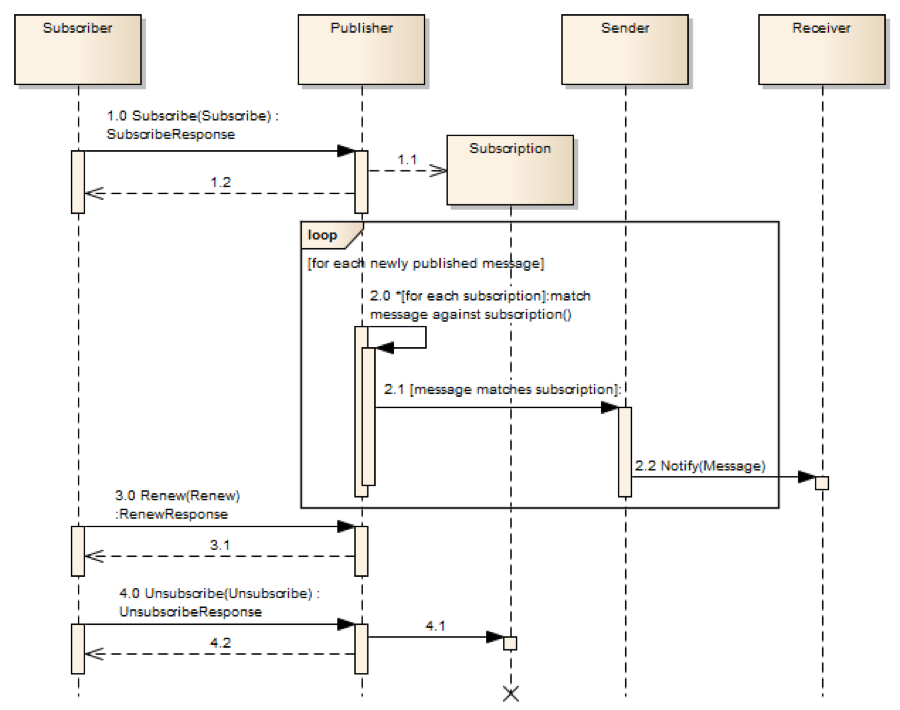 Subscriber
Publisher
Sender
Receiver
1.0 Subscribe(Subscribe) :
SubscribeResponse
1.1
Subscription
1.2
loop
[for each newly published message]
2.0 *[for each subscription]:match
message against subscription()
2.1 [message matches subscription]:
2.2 Notify(Message)
3.0 Renew(Renew)
:RenewResponse
3.1
4.0 Unsubscribe(Unsubscribe) :
UnsubscribeResponse
4.1
4.2